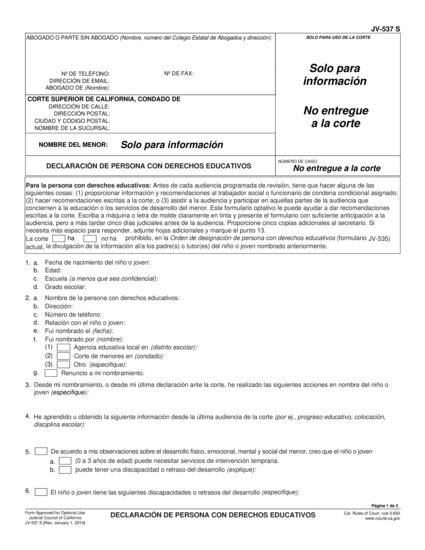 JV-537 S
ABOGADO O PARTE SIN ABOGADO (Nombre, número del Colegio Estatal de Abogados y dirección):
SOLO PARA USO DE LA CORTE
Nº DE TELÉFONO: Nº DE FAX:
DIRECCIÓN DE EMAIL:
ABOGADO DE (Nombre):
Solo para
información
CORTE SUPERIOR DE CALIFORNIA, CONDADO DE
DIRECCIÓN DE CALLE:
DIRECCIÓN POSTAL:
CIUDAD Y CÓDIGO POSTAL:
NOMBRE DE LA SUCURSAL:
No entregue
a la corte
NOMBRE DEL MENOR: Solo para información
DECLARACIÓN DE PERSONA CON DERECHOS EDUCATIVOS
NÚMERO DE CASO
No entregue a la corte
Para la persona con derechos educativos: Antes de cada audiencia programada de revisión, tiene que hacer alguna de las
siguientes cosas: (1) proporcionar información y recomendaciones al trabajador social o funcionario de condena condicional asignado;
(2) hacer recomendaciones escritas a la corte; o (3) asistir a la audiencia y participar en aquellas partes de la audiencia que
conciernen a la educación o los servicios de desarrollo del menor. Este formulario optativo le puede ayudar a dar recomendaciones
escritas a la corte. Escriba a máquina o letra de molde claramente en tinta y presente el formulario con suficiente anticipación a la
audiencia, pero a más tardar cinco días judiciales antes de la audiencia. Proporcione cinco copias adicionales al secretario. Si
necesita más espacio para responder, adjunte hojas adicionales y marque el punto 13.
La corte ha no ha prohibido, en la Orden de designación de persona con derechos educativos (formulario JV-535)
actual, la divulgación de la información al/a los padre(s) o tutor(es) del niño o joven nombrado anteriormente.
1. a. Fecha de nacimiento del niño o joven:
b. Edad:
c. Escuela (a menos que sea confidencial):
d. Grado escolar:
2. a. Nombre de la persona con derechos educativos:
b. Dirección:
c. Número de teléfono:
d. Relación con el niño o joven:
e. Fui nombrado el (fecha):
f. Fui nombrado por (nombre):
(1) Agencia educativa local en (distrito escolar):
(2) Corte de menores en (condado):
(3) Otro (especifique):
g. Renuncio a mi nombramiento.
3. Desde mi nombramiento, o desde mi última declaración ante la corte, he realizado las siguientes acciones en nombre del niño o
joven (especifique):
4. He aprendido u obtenido la siguiente información desde la última audiencia de la corte (por ej., progreso educativo, colocación,
disciplina escolar):
5. De acuerdo a mis observaciones sobre el desarrollo físico, emocional, mental y social del menor, creo que el niño o joven
a. (0 a 3 años de edad) puede necesitar servicios de intervención temprana.
b. puede tener una discapacidad o retraso del desarrollo (explique):
6. El niño o joven tiene las siguientes discapacidades o retrasos del desarrollo (especifique):
Página 1 de 2
Form Approved for Optional Use
Judicial Council of California
JV-537 S [Rev. January 1, 2014]
DECLARACIÓN DE PERSONA CON DERECHOS EDUCATIVOS
Cal. Rules of Court, rule 5.650
www.courts.ca.gov